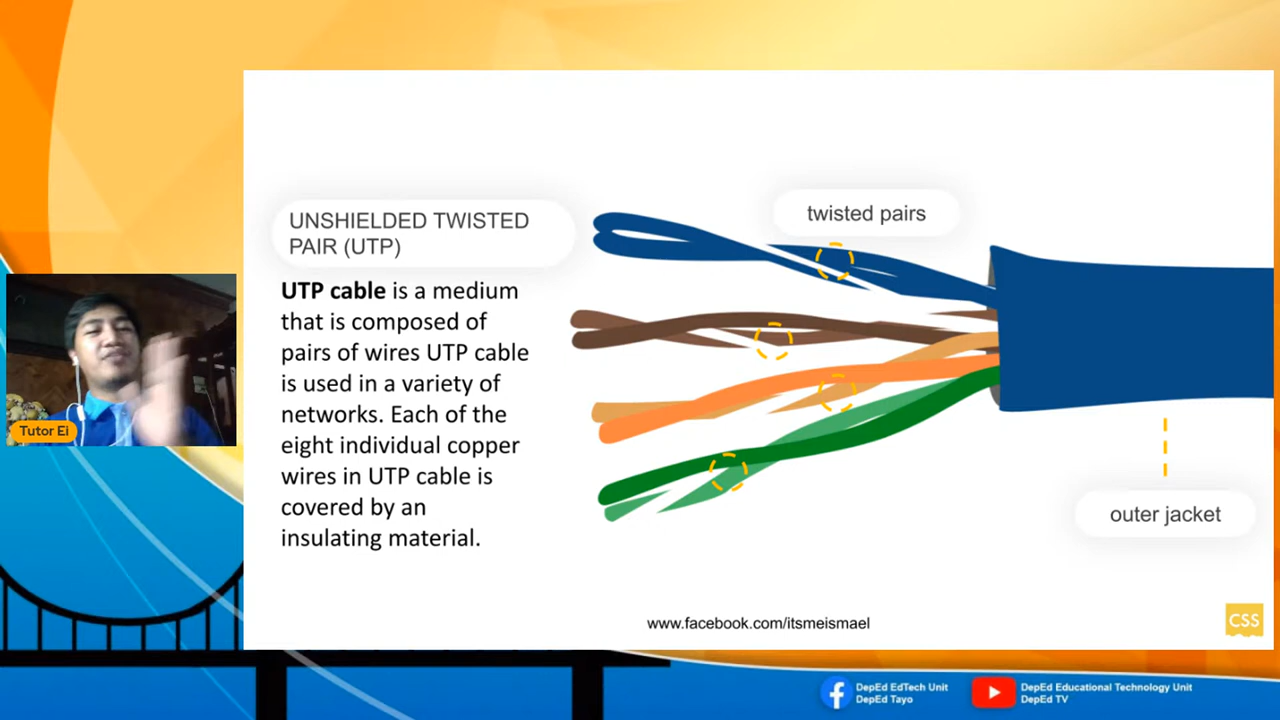 UNSHIELDED TWISTED
PAIR (UTP)
UTP cable is a medium
that is composed of
pairs of wires UTP cable
is used in a variety of
networks. Each of the
eight individual copper
wires in UTP cable is
covered by an
insulating material.
twisted pairs
outer jacket
Tutor Ei
www.facebook.com/itsmeismael
CSS
DepEd EdTech Unit
DepEd Tayo
DepEd Educational Technology Unit
DepEd TV